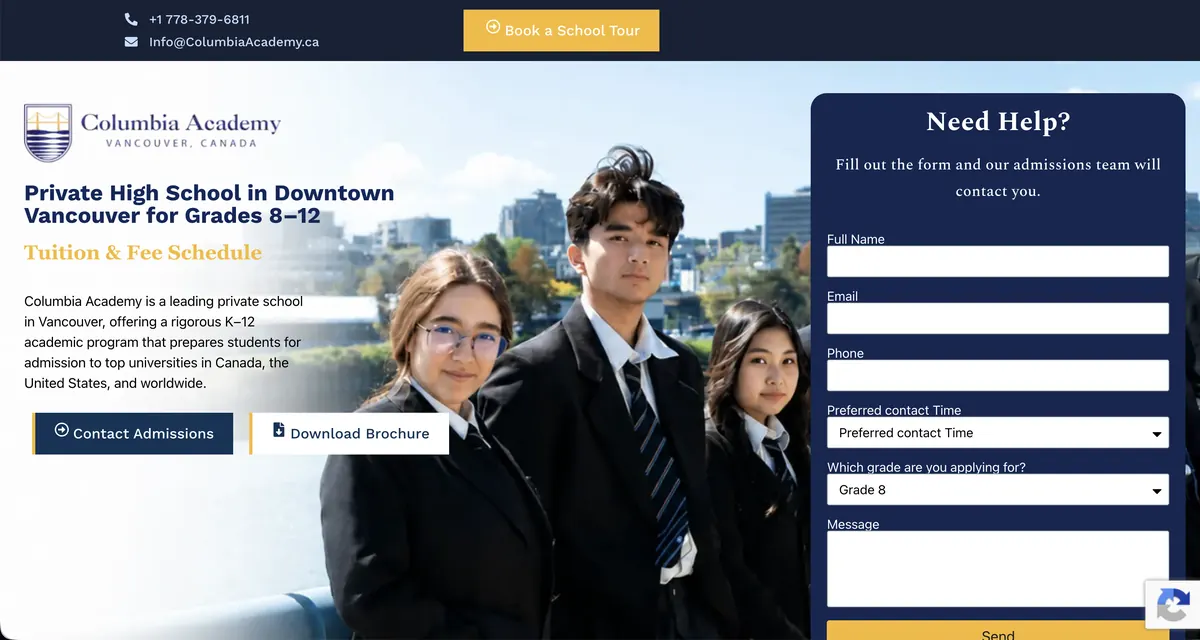 +1 778-379-6811
Info@ColumbiaAcademy.ca
Book a School Tour
Columbia Academy
VANCOUVER, CANADA
Private High School in Downtown
Vancouver for Grades 8–12
Tuition & Fee Schedule
Columbia Academy is a leading private school
in Vancouver, offering a rigorous K–12
academic program that prepares students for
admission to top universities in Canada, the
United States, and worldwide.
Contact Admissions
Download Brochure
Need Help?
Fill out the form and our admissions team will
contact you.
Full Name
Email
Phone
Preferred contact Time
Preferred contact Time
Which grade are you applying for?
Grade 8
Message
Send